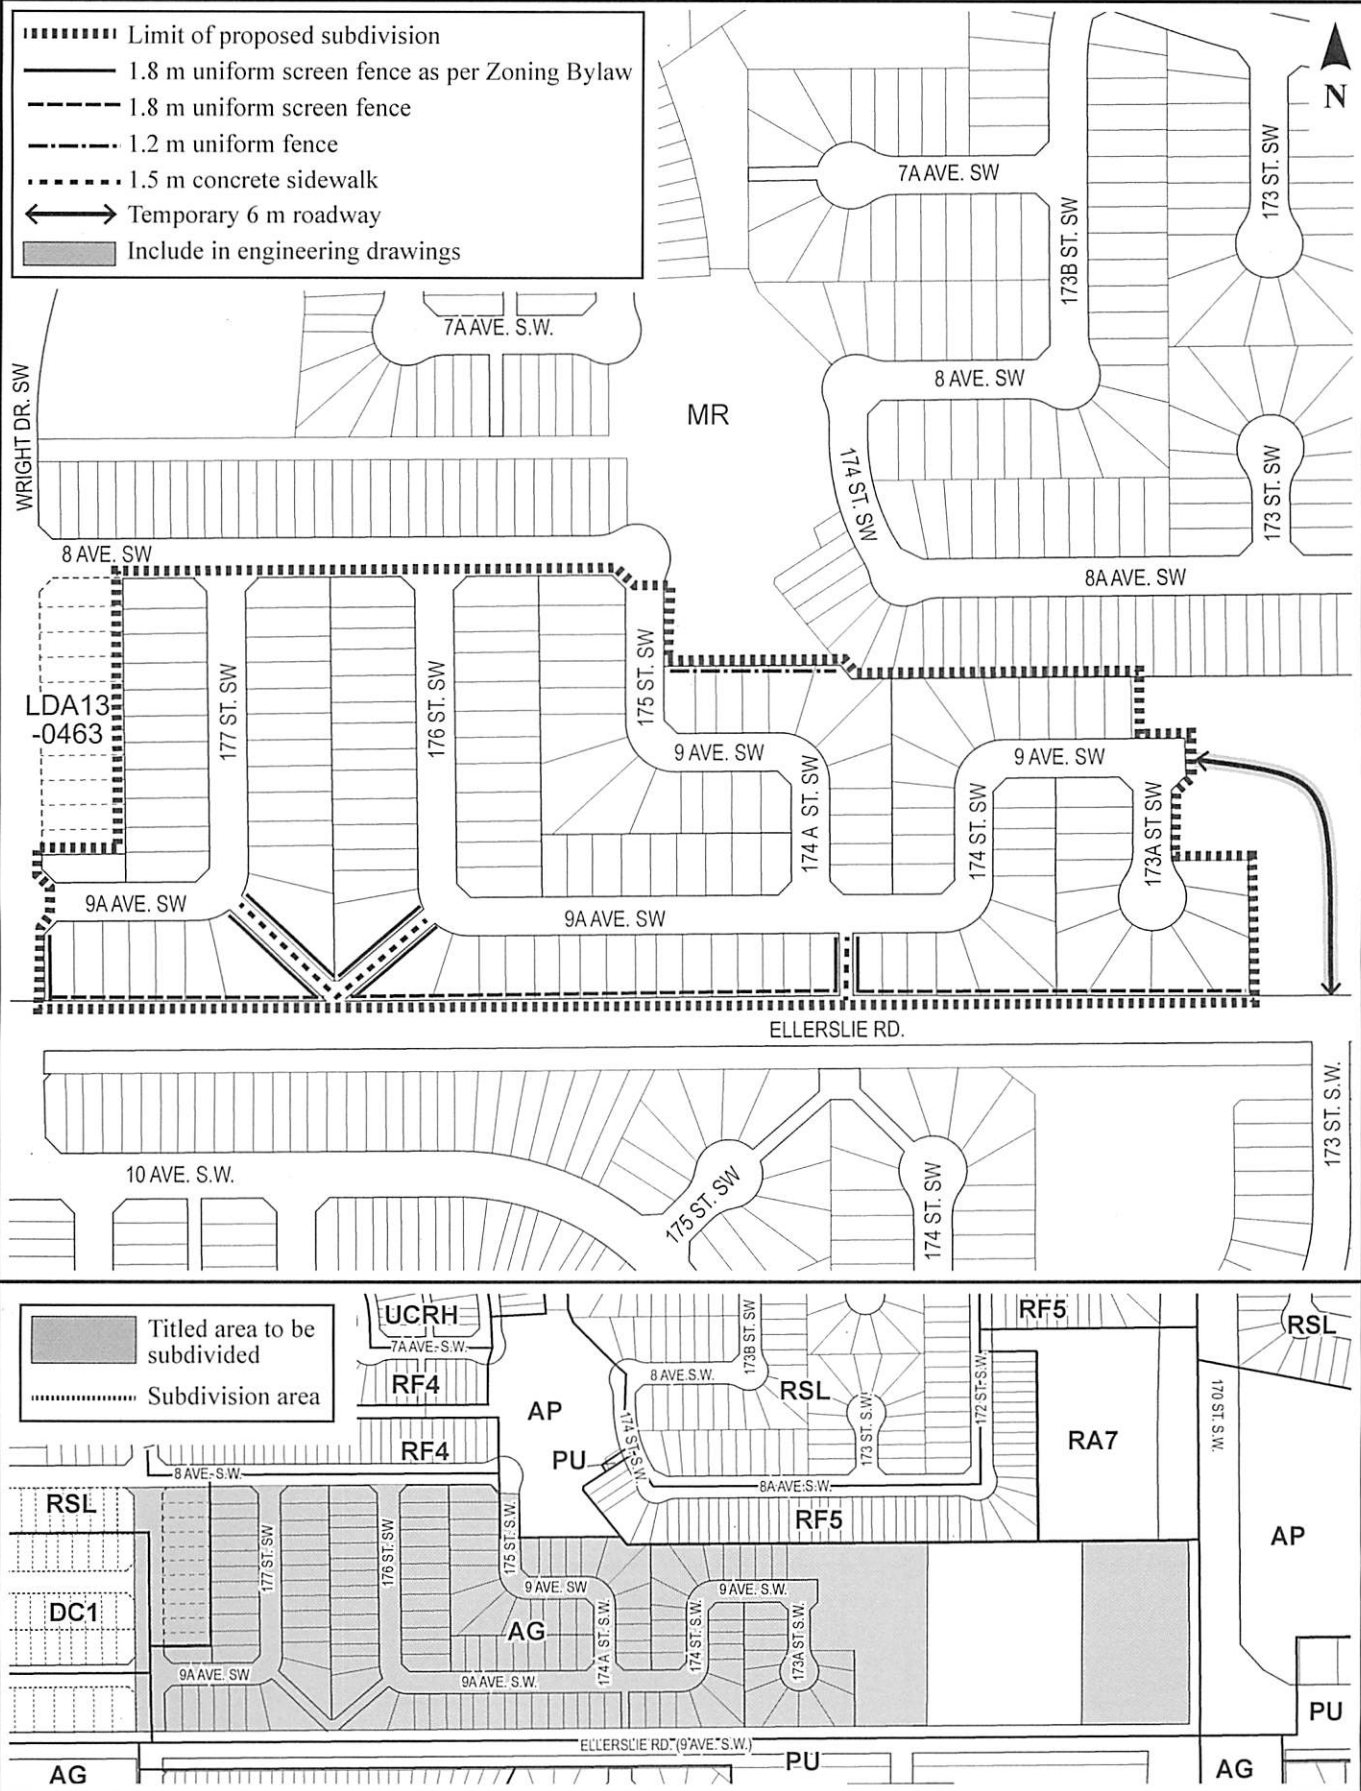 Limit of proposed subdivision
1.8 m uniform screen fence as per Zoning Bylaw
1.8 m uniform screen fence
1.2 m uniform fence
1.5 m concrete sidewalk
Temporary 6 m roadway
Include in engineering drawings
N
7A AVE. SW
173B ST. SW
173 ST. SW
7A AVE. S.W.
WRIGHT DR. SW
MR
8 AVE. SW
174 ST. SW
173 ST. SW
8 AVE. SW
8A AVE. SW
LDA13
-0463
177 ST. SW
176 ST. SW
175 ST. SW
9 AVE. SW
174 A ST. SW
9 AVE. SW
174 ST. SW
173A ST SW
9A AVE. SW
9A AVE. SW
ELLERSLIE RD.
10 AVE. S.W.
175 ST. SW
174 ST. SW
173 ST. S.W.
Titled area to be
subdivided
Subdivision area
UCRH
7A AVE. S.W.
RF4
RF4
AP
PU
8 AVE. S.W.
173B ST. SW
RSL
174 ST. S.W.
173 ST. S.W.
172 ST. S.W.
8A AVE. S.W.
RF5
RF5
RA7
170 ST. S.W.
RSL
AP
8 AVE. S.W.
RSL
DC1
177 ST. SW
176 ST. SW
175 ST. S.W.
9 AVE. SW
AG
174A ST. S.W.
9 AVE. S.W.
174 ST. S.W.
173A ST. S.W.
9A AVE. SW
9A AVE. S.W.
PU
ELLERSLIE RD. (9 AVE. S.W.)
AG
PU
AG